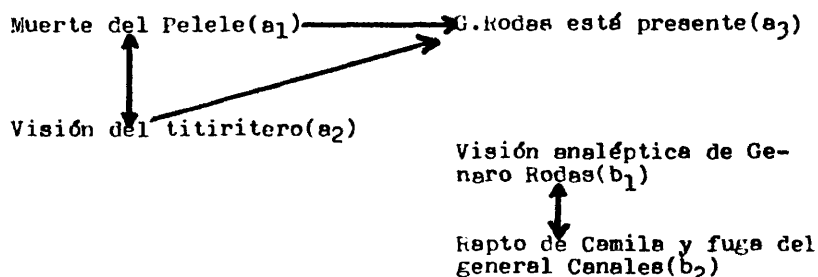 Muerte del Pelele(a1) G.Rodas está presente(a3)
Visión del titiritero(a2)
Visión analéptica de Ge-
naro Rodas(b1)
Rapto de Camila y fuga del
general Canales(b2)